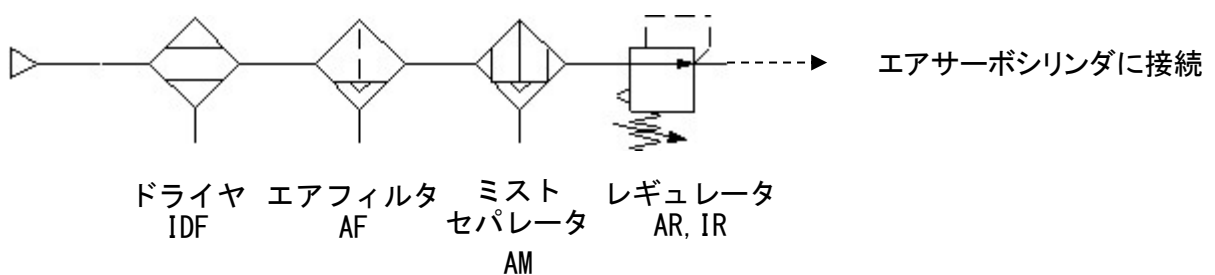 エアサーボシリンダに接続
ドライヤ
IDF
エアフィルタ
AF
ミスト
セパレータ
AM
レギュレータ
AR, IR